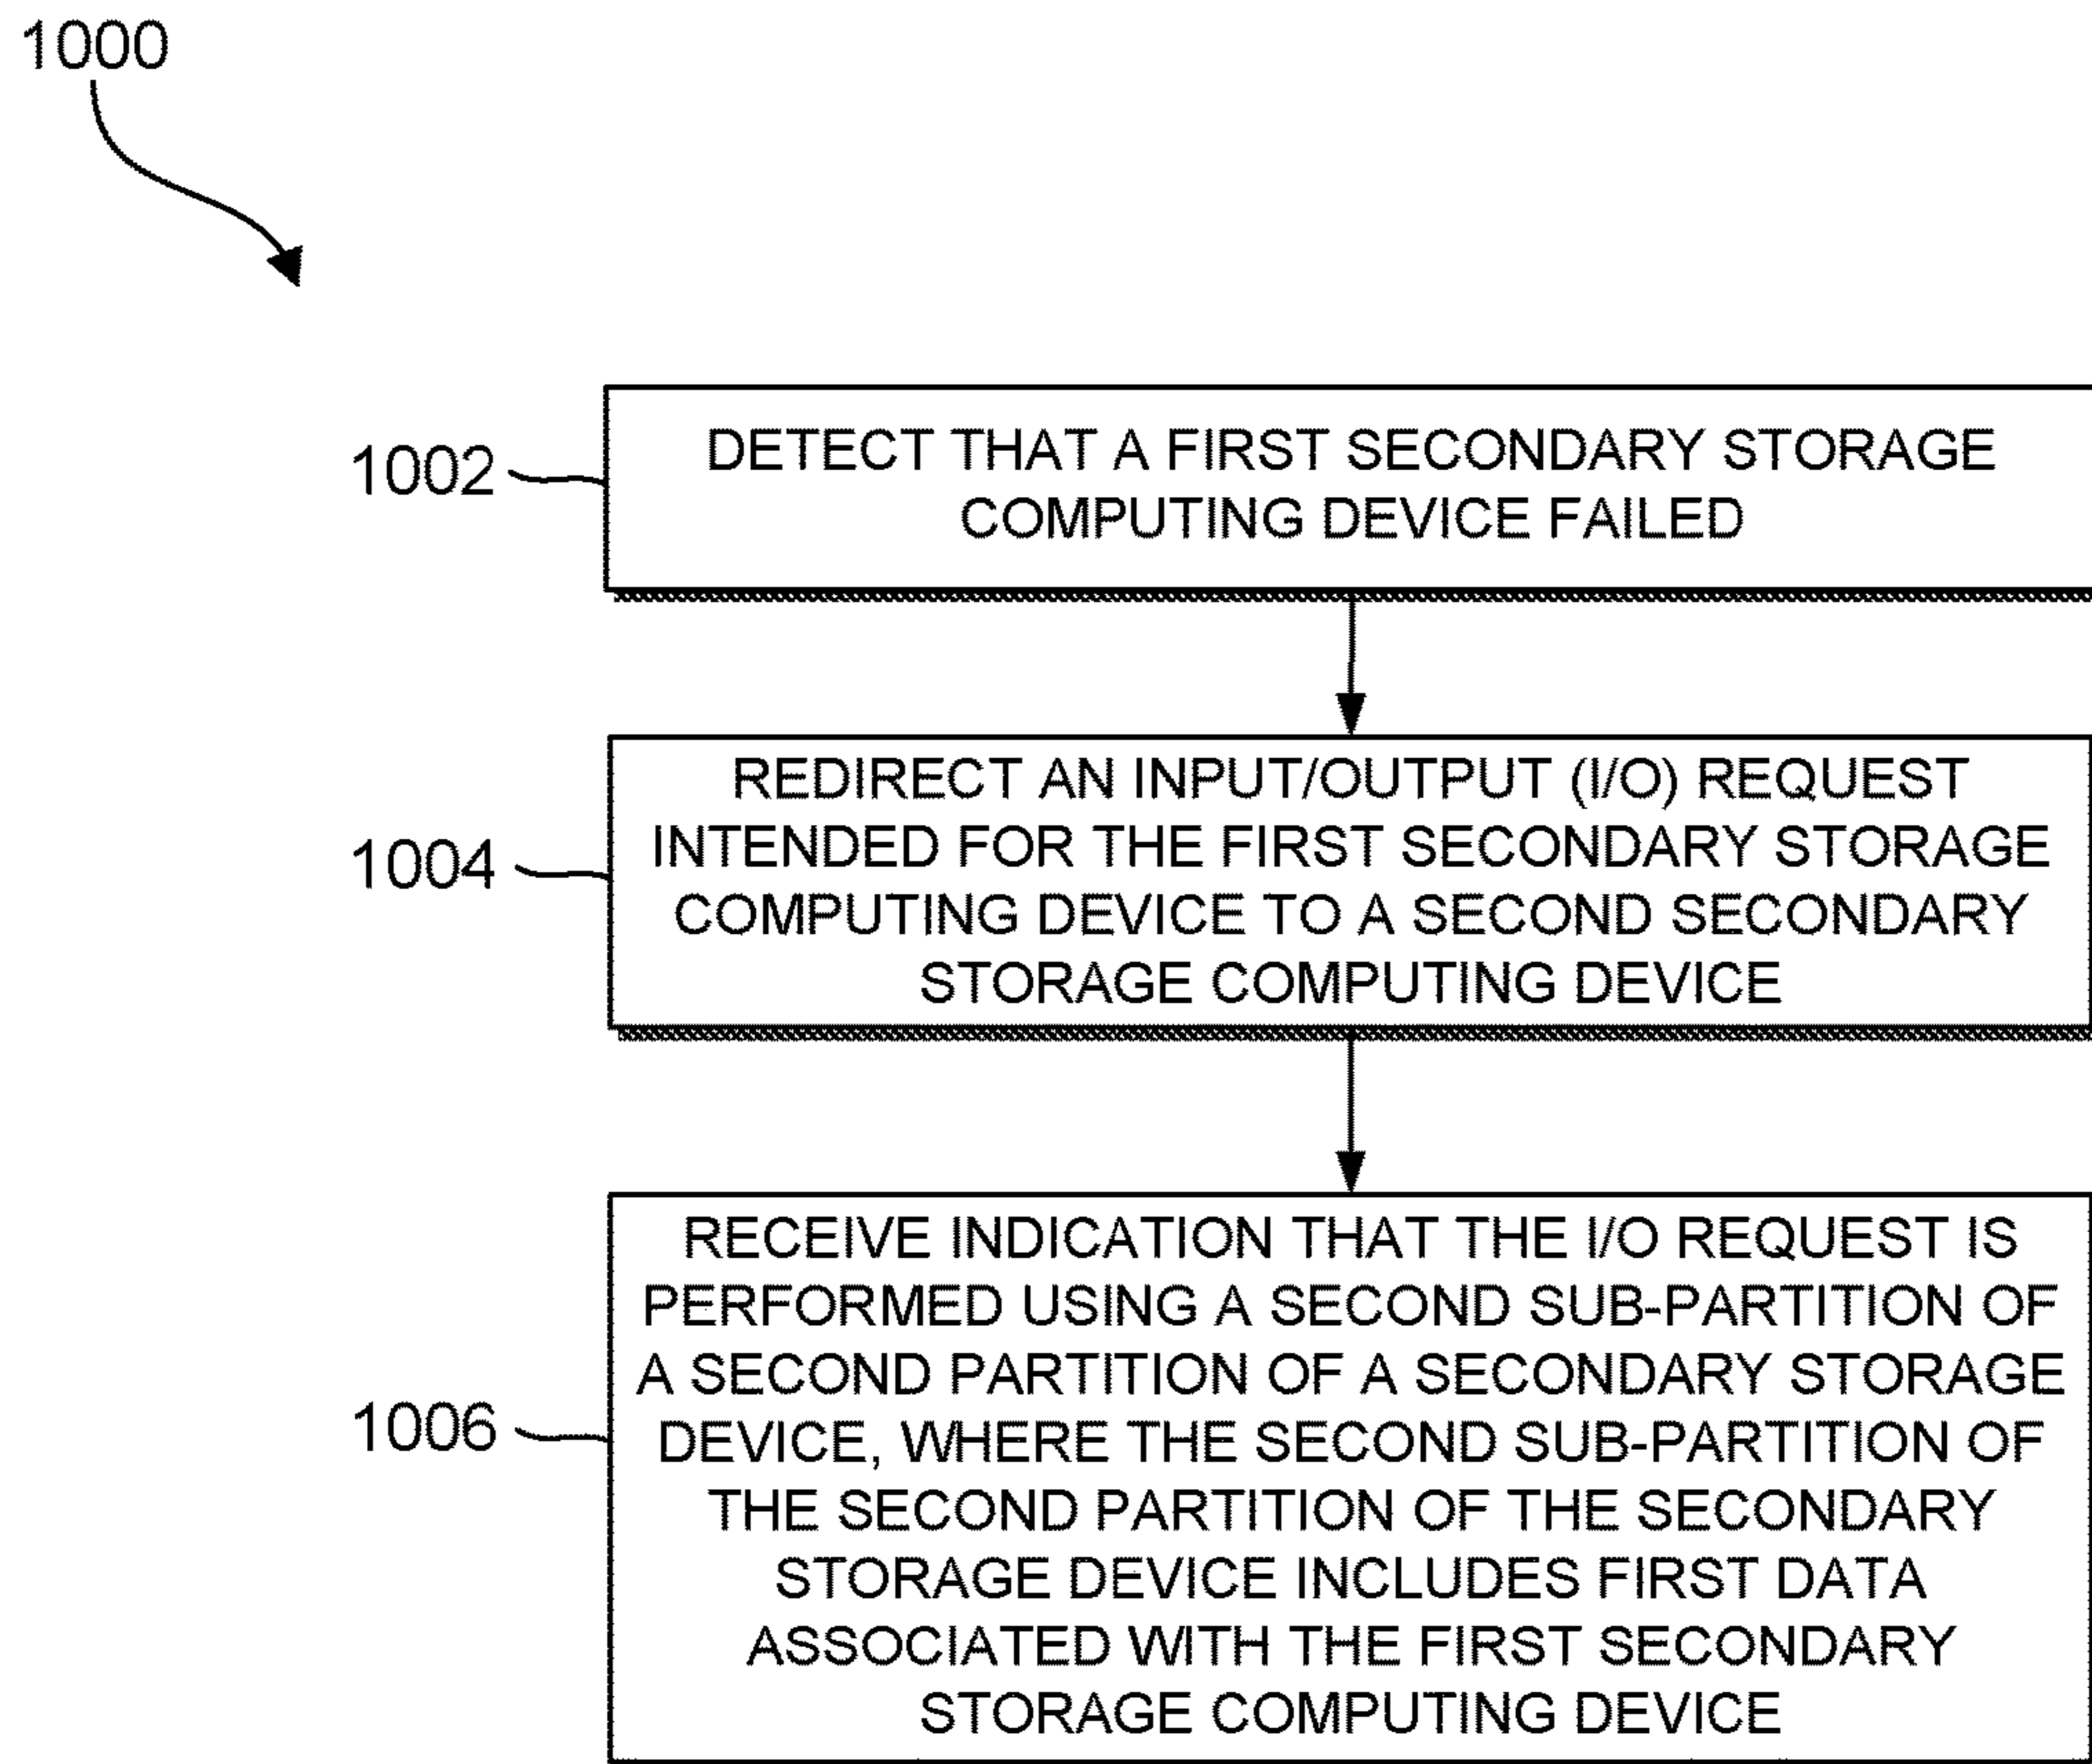 1000
1002
DETECT THAT A FIRST SECONDARY STORAGE
COMPUTING DEVICE FAILED
1004
REDIRECT AN INPUT/OUTPUT (I/O) REQUEST
INTENDED FOR THE FIRST SECONDARY STORAGE
COMPUTING DEVICE TO A SECOND SECONDARY
STORAGE COMPUTING DEVICE
1006
RECEIVE INDICATION THAT THE I/O REQUEST IS
PERFORMED USING A SECOND SUB-PARTITION OF
A SECOND PARTITION OF A SECONDARY STORAGE
DEVICE, WHERE THE SECOND SUB-PARTITION OF
THE SECOND PARTITION OF THE SECONDARY
STORAGE DEVICE INCLUDES FIRST DATA
ASSOCIATED WITH THE FIRST SECONDARY
STORAGE COMPUTING DEVICE